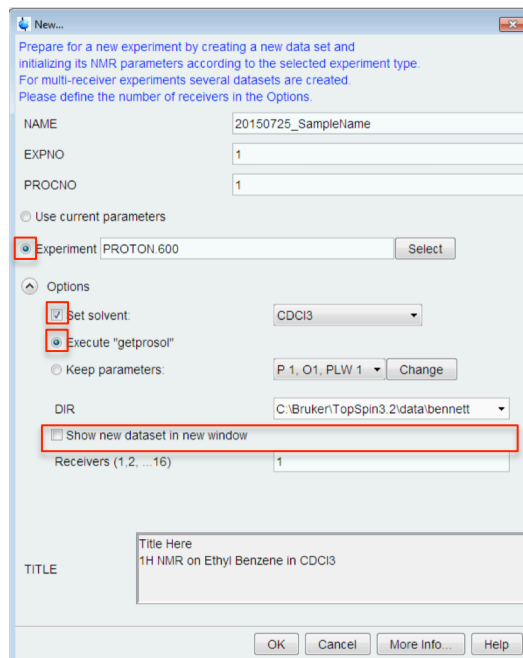 New...
Prepare for a new experiment by creating a new data set and
initializing its NMR parameters according to the selected experiment type.
For multi-receiver experiments several datasets are created.
Please define the number of receivers in the Options.
NAME 20150725_SampleName
EXPNO 1
PROCNO 1
Use current parameters
Experiment PROTON.600 Select
Options
Set solvent: CDCl3
Execute "getprosol"
Keep parameters: P 1, O1, PLW 1 Change
DIR C:\Bruker\TopSpin3.2\data\bennett
Show new dataset in new window
Receivers (1,2, ...16) 1
TITLE
Title Here
1H NMR on Ethyl Benzene in CDCl3
OK Cancel More Info... Help